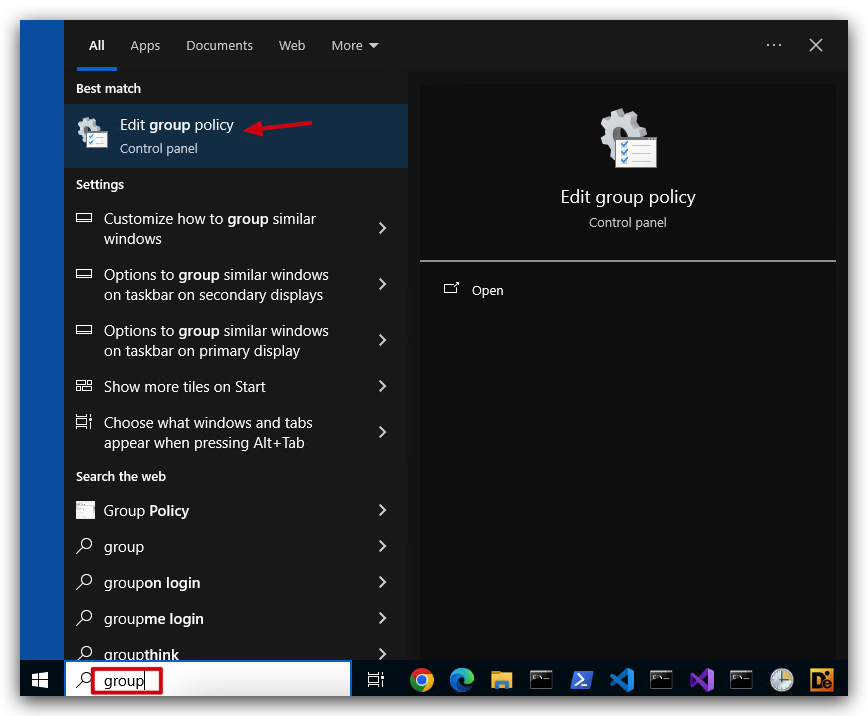 All Apps Documents Web More
Best match
Edit group policy
Control panel
Settings
Customize how to group similar
windows
Options to group similar windows
on taskbar on secondary displays
Options to group similar windows
on taskbar on primary display
Show more tiles on Start
Choose what windows and tabs
appear when pressing Alt+Tab
Search the web
Group Policy
group
groupon login
groupme login
groupthink
group
Edit group policy
Control panel
Open
De